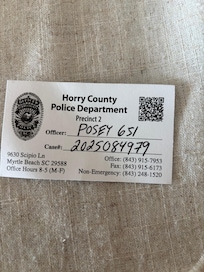 Horry County
Police Department
Precinct 2
Officer: POSEY 651
Case#: 2025084979
9630 Scipio Ln
Myrtle Beach SC 29588
Office Hours 8-5 (M-F)
Office: (843) 915-7953
Fax: (843) 915-6173
Non-Emergency: (843) 248-1520